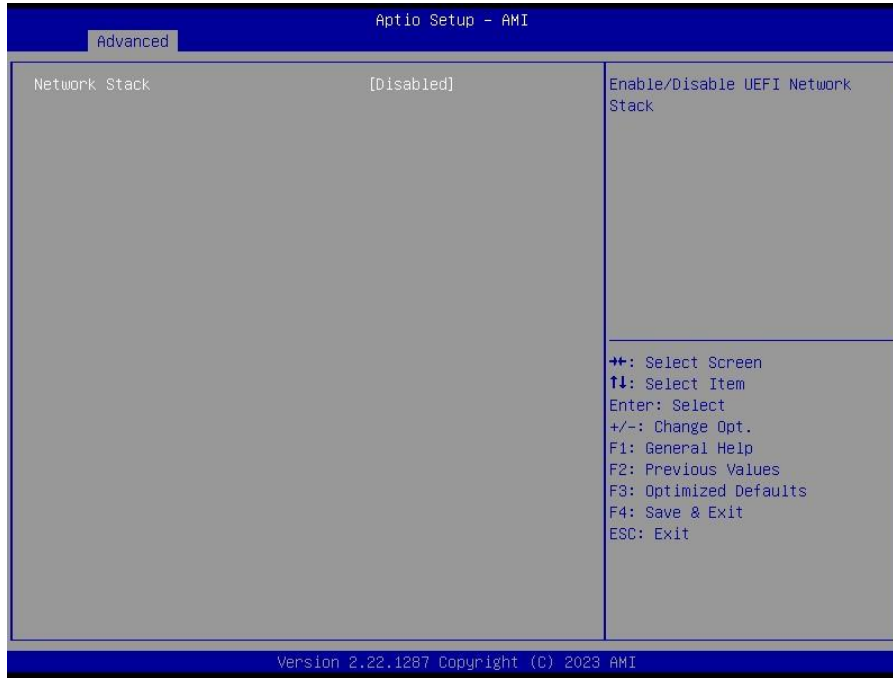 Aptio Setup - AMI
Advanced
Network Stack [Disabled]
Enable/Disable UEFI Network
Stack
→←: Select Screen
↑↓: Select Item
Enter: Select
+/-: Change Opt.
F1: General Help
F2: Previous Values
F3: Optimized Defaults
F4: Save & Exit
ESC: Exit
Version 2.22.1287 Copyright (C) 2023 AMI